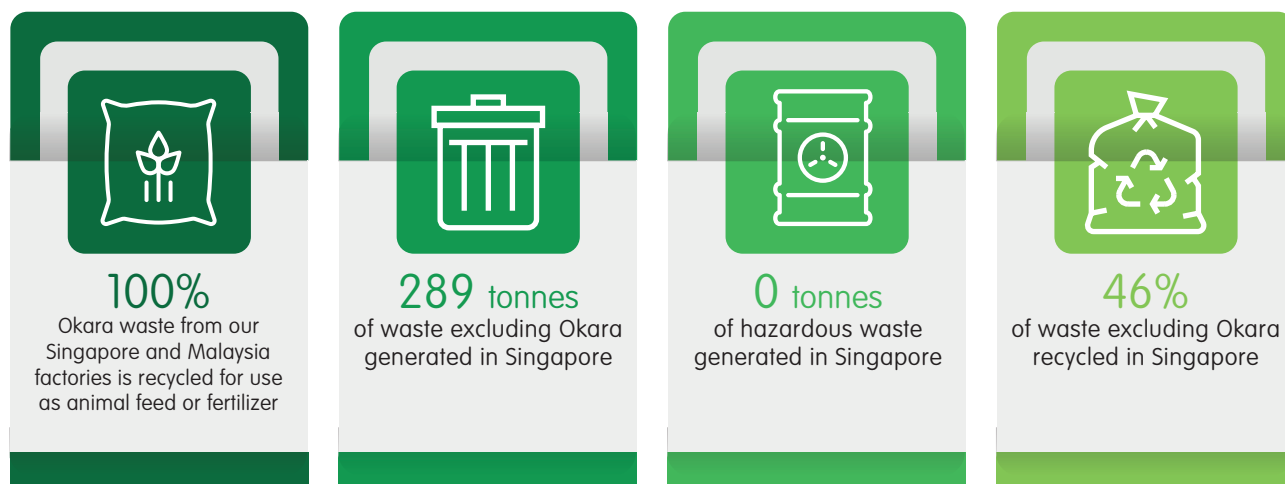 100%
Okara waste from our
Singapore and Malaysia
factories is recycled for use
as animal feed or fertilizer
289 tonnes
of waste excluding Okara
generated in Singapore
0 tonnes
of hazardous waste
generated in Singapore
46%
of waste excluding Okara
recycled in Singapore